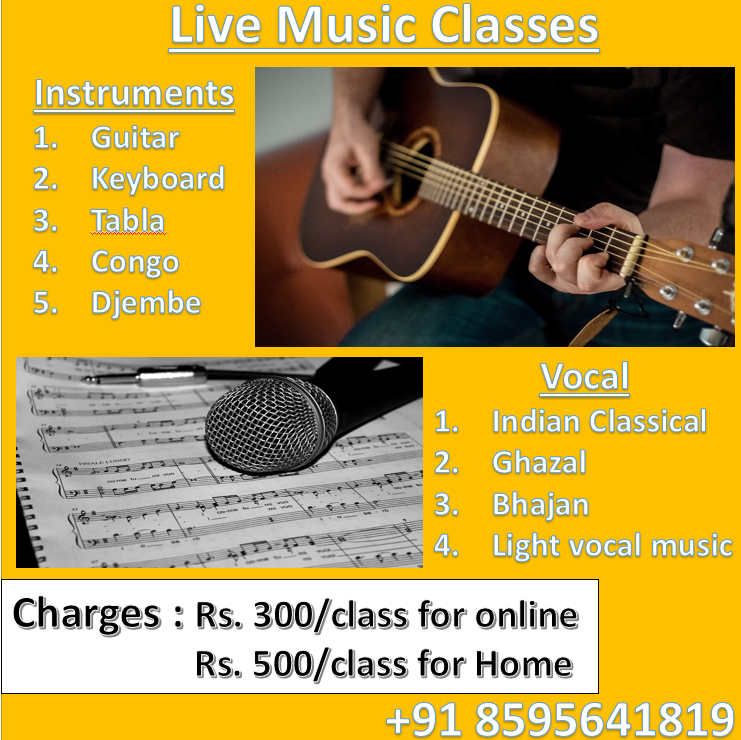 Live Music Classes
Instruments
1. Guitar
2. Keyboard
3. Tabla
4. Congo
5. Djembe
Vocal
1. Indian Classical
2. Ghazal
3. Bhajan
4. Light vocal music
FRIALA LUNGO
Charges : Rs. 300/class for online
Rs. 500/class for Home
+91 8595641819